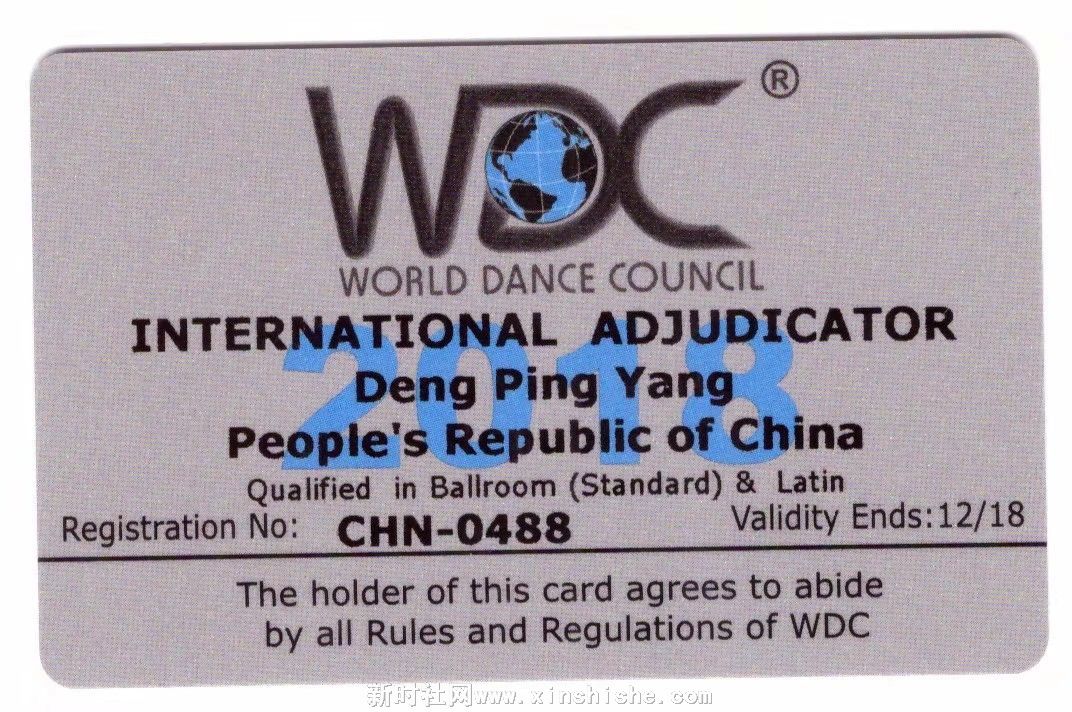 WDC®
WORLD DANCE COUNCIL
2018
INTERNATIONAL ADJUDICATOR
Deng Ping Yang
People's Republic of China
Qualified in Ballroom (Standard) & Latin
Registration No: CHN-0488 Validity Ends:12/18
The holder of this card agrees to abide
by all Rules and Regulations of WDC
新时社网www.xinshishe.com